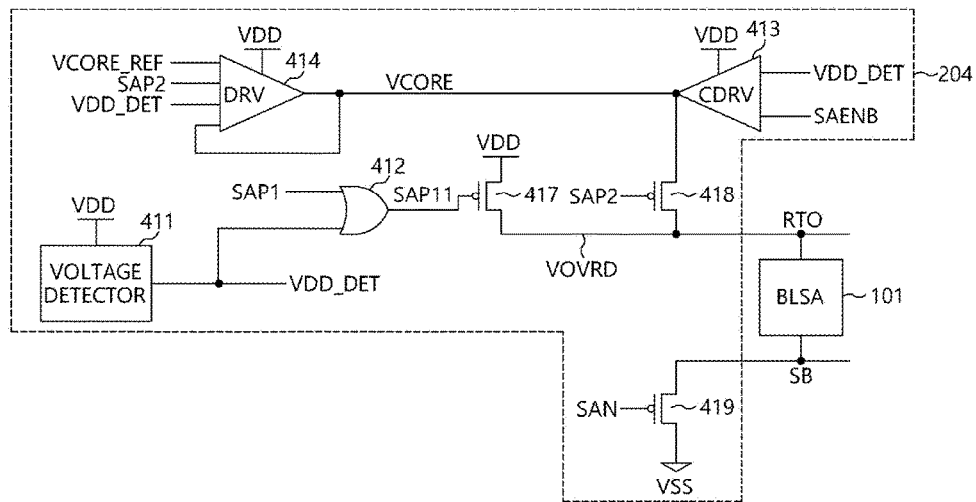 VDD
414
VCORE_REF
SAP2
VDD_DET
DRV
VCORE
VDD
413
CDRV
VDD_DET
SAENB
204
412
SAP1
SAP11
VDD
417
SAP2
418
VDD
411
VOLTAGE
DETECTOR
VDD_DET
VOVRD
RTO
BLSA
101
SB
SAN
419
VSS